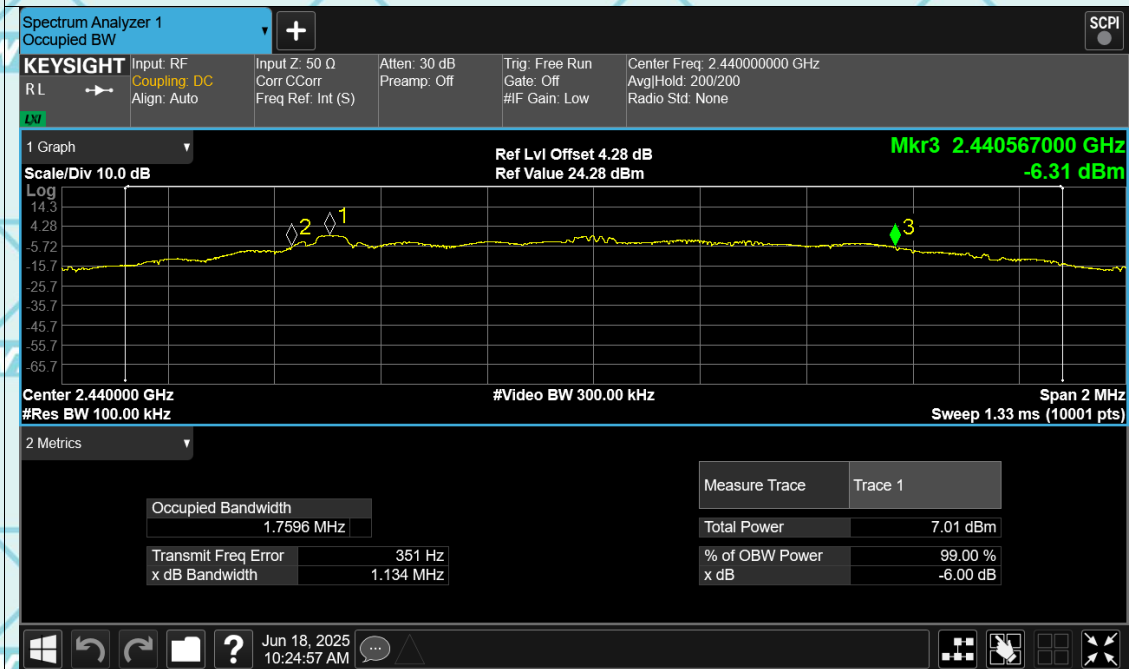 Spectrum Analyzer 1
Occupied BW
+
SCPI
KEYSIGHT
R L
LXI
Input: RF
Coupling: DC
Align: Auto
Input Z: 50 Ω
Corr CCorr
Freq Ref: Int (S)
Atten: 30 dB
Preamp: Off
Trig: Free Run
Gate: Off
#IF Gain: Low
Center Freq: 2.440000000 GHz
Avg|Hold: 200/200
Radio Std: None
1 Graph
Scale/Div 10.0 dB
Ref Lvl Offset 4.28 dB
Ref Value 24.28 dBm
Mkr3 2.440567000 GHz
-6.31 dBm
Log
14.3
4.28
-5.72
-15.7
-25.7
-35.7
-45.7
-55.7
-65.7
2
1
3
Center 2.440000 GHz
#Res BW 100.00 kHz
#Video BW 300.00 kHz
Span 2 MHz
Sweep 1.33 ms (10001 pts)
2 Metrics
Occupied Bandwidth
1.7596 MHz
Transmit Freq Error 351 Hz
x dB Bandwidth 1.134 MHz
Measure Trace Trace 1
Total Power 7.01 dBm
% of OBW Power 99.00 %
x dB -6.00 dB
?
Jun 18, 2025
10:24:57 AM